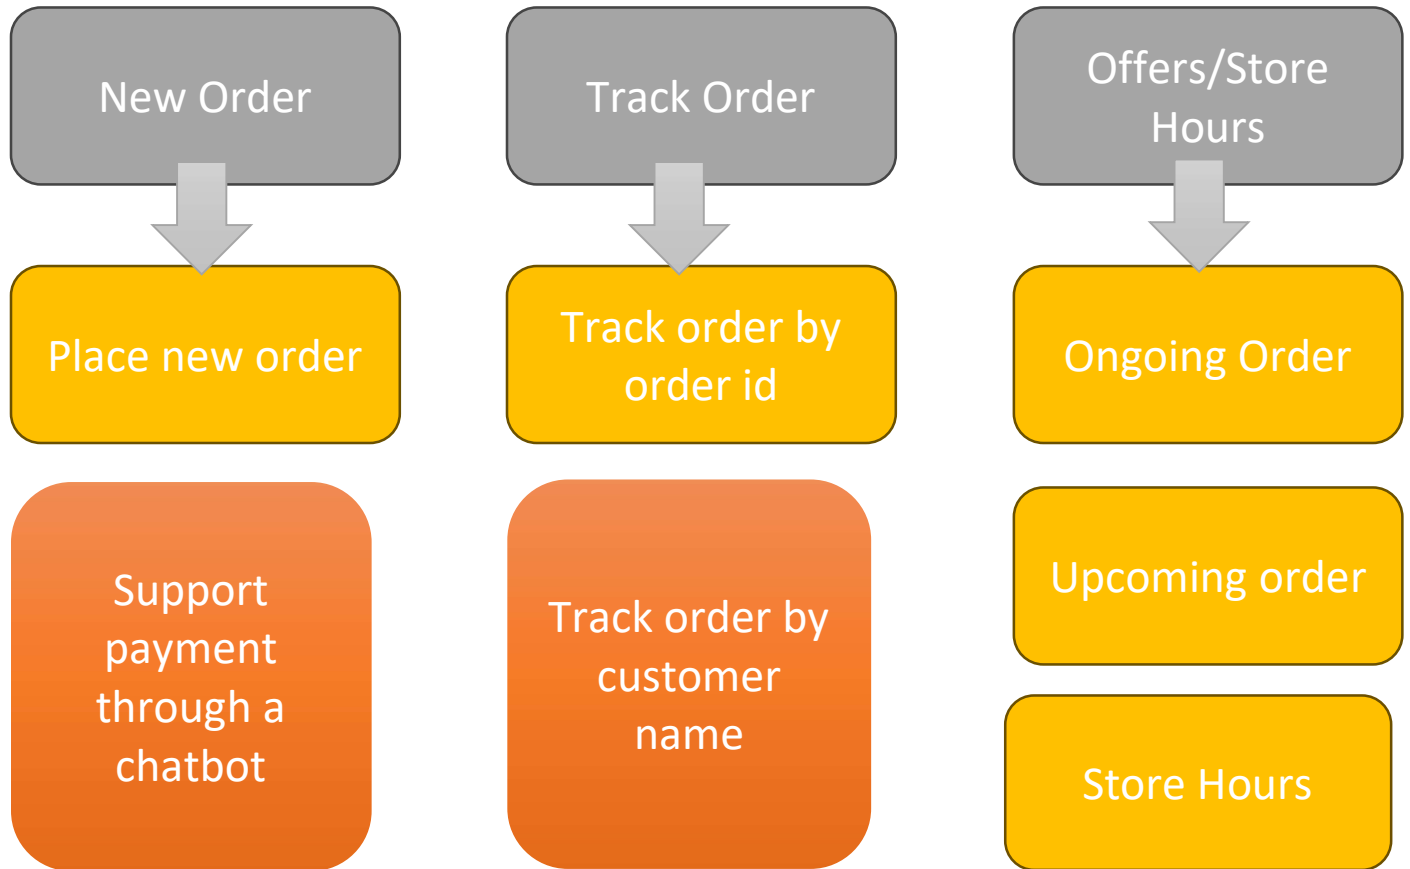 New Order
Track Order
Offers/Store
Hours
Place new order
Track order by
order id
Ongoing Order
Support
payment
through a
chatbot
Track order by
customer
name
Upcoming order
Store Hours